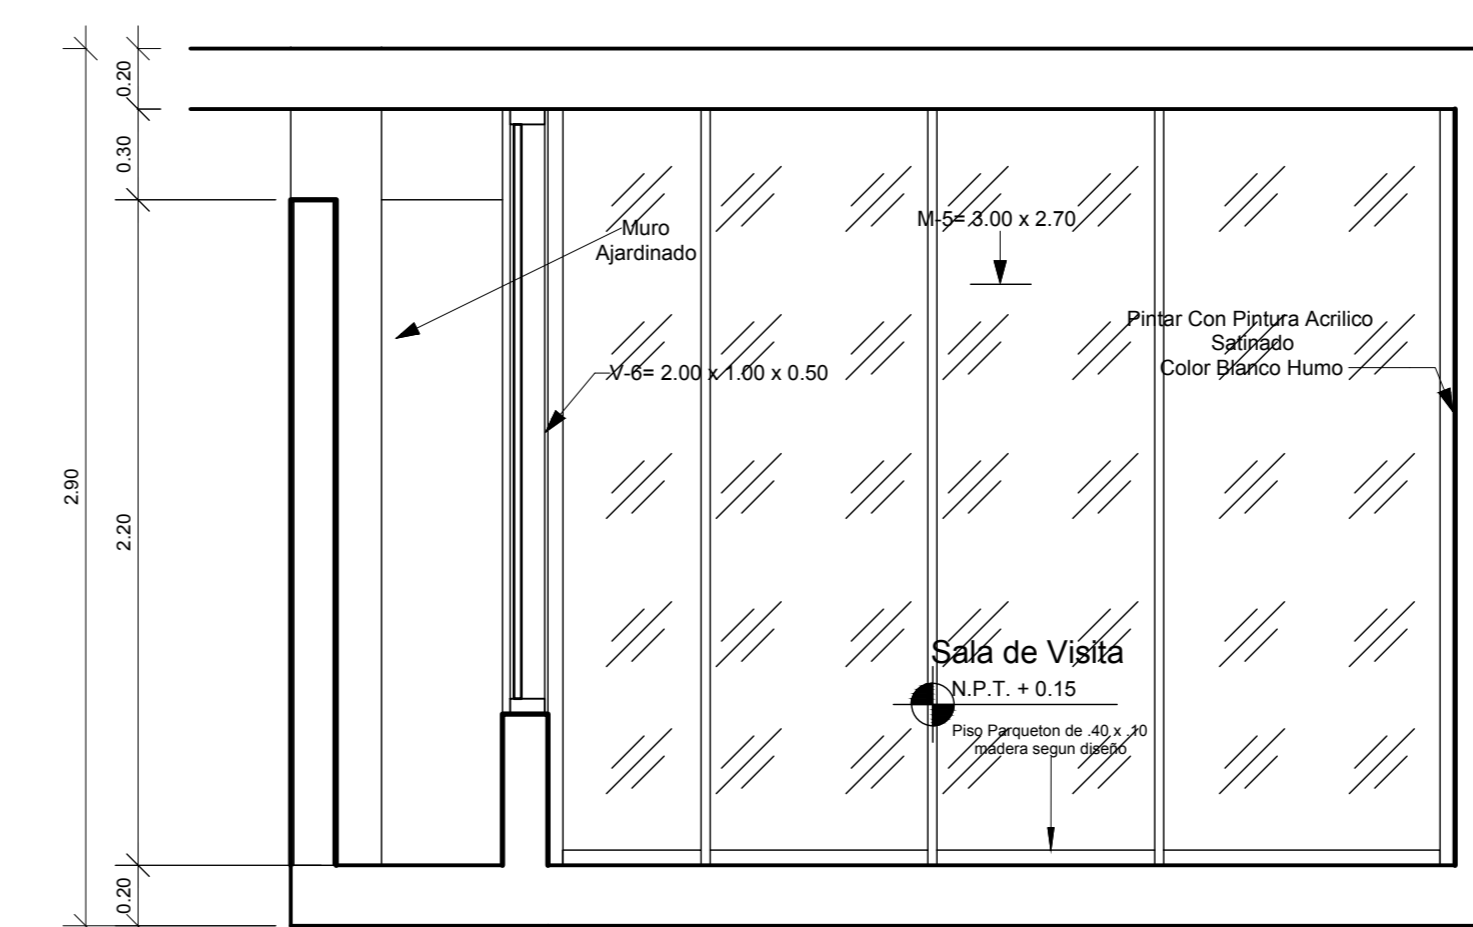 0.20
0.30
2.90
2.20
0.20
Muro
Ajardinado
M-5= 3.00 x 2.70
V-6= 2.00 x 1.00 x 0.50
Pintar Con Pintura Acrilico
Satinado
Color Blanco Humo
Sala de Visita
N.P.T. + 0.15
Piso Parqueton de .40 x .10
madera segun diseño